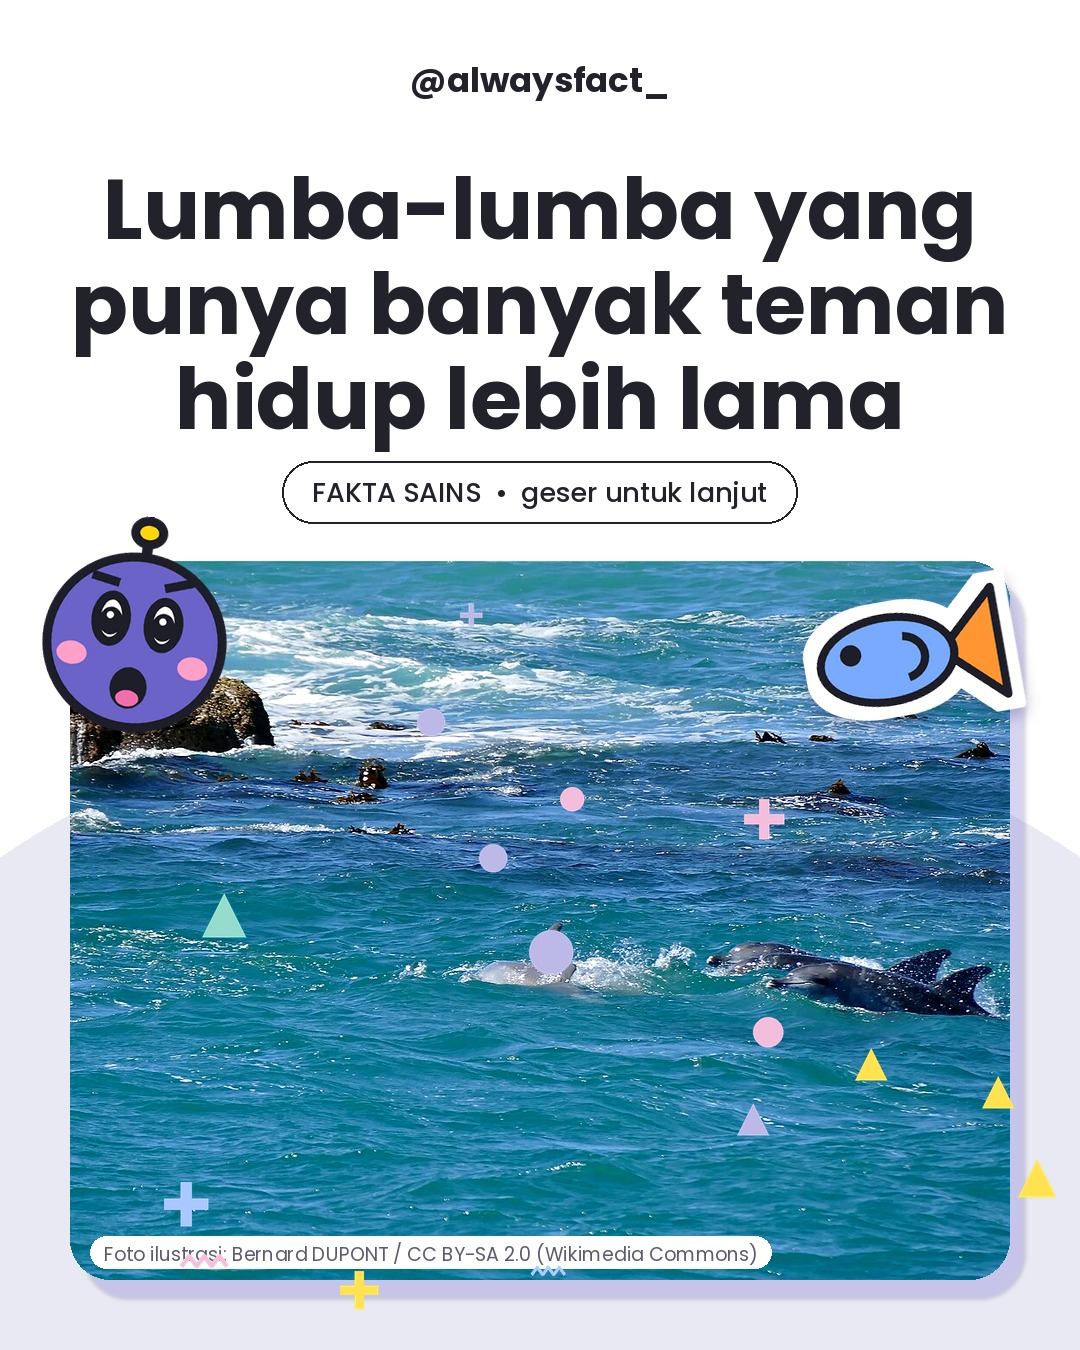 @alwaysfact_
Lumba-lumba yang
punya banyak teman
hidup lebih lama
FAKTA SAINS • geser untuk lanjut
Foto ilustrasi: Bernard DUPONT / CC BY-SA 2.0 (Wikimedia Commons)